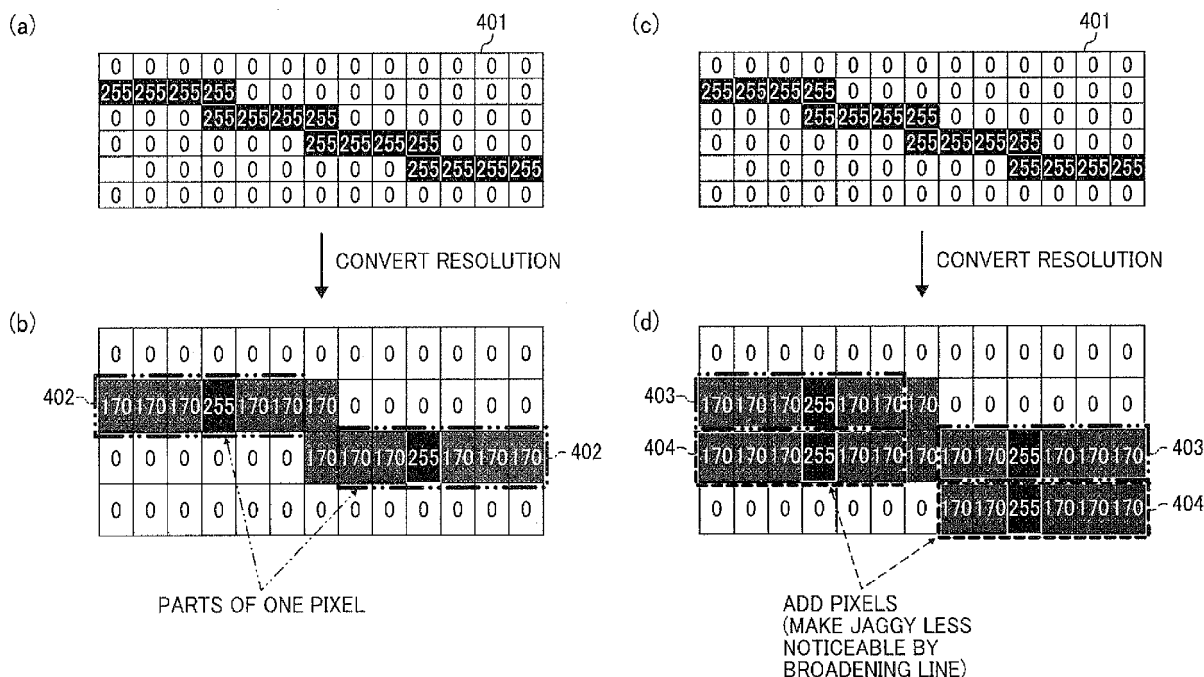 (a)
401
0 0 0 0 0 0 0 0 0 0 0 0 0
255 255 255 255 0 0 0 0 0 0 0 0 0
0 0 0 255 255 255 255 0 0 0 0 0 0
0 0 0 0 0 0 255 255 255 255 0 0 0
0 0 0 0 0 0 0 0 255 255 255 255
0 0 0 0 0 0 0 0 0 0 0 0 0
CONVERT RESOLUTION
(b)
0 0 0 0 0 0 0 0 0 0 0 0 0
402 170 170 170 255 170 170 170 0 0 0 0 0 0
0 0 0 0 0 0 170 170 170 255 170 170 170 402
0 0 0 0 0 0 0 0 0 0 0 0 0
PARTS OF ONE PIXEL
(c)
401
0 0 0 0 0 0 0 0 0 0 0 0 0
255 255 255 255 0 0 0 0 0 0 0 0 0
0 0 0 255 255 255 255 0 0 0 0 0 0
0 0 0 0 0 0 255 255 255 255 0 0 0
0 0 0 0 0 0 0 0 255 255 255 255
0 0 0 0 0 0 0 0 0 0 0 0 0
CONVERT RESOLUTION
(d)
0 0 0 0 0 0 0 0 0 0 0 0 0
403 170 170 170 255 170 170 170 0 0 0 0 0 0
404 170 170 170 255 170 170 170 170 170 255 170 170 170 403
0 0 0 0 0 0 0 170 170 255 170 170 170 404
ADD PIXELS
(MAKE JAGGY LESS
NOTICEABLE BY
BROADENING LINE)